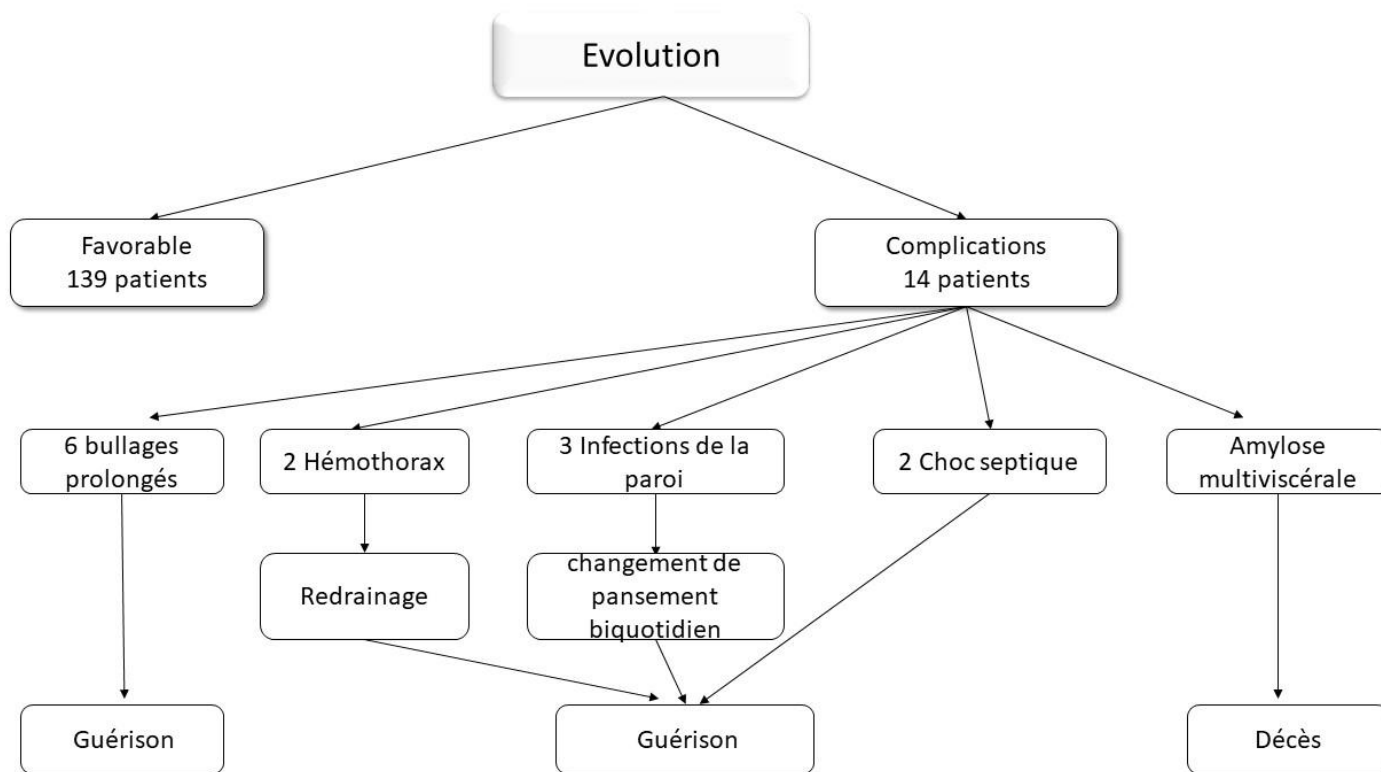 Evolution
Favorable
139 patients
Complications
14 patients
6 bullages
prolongés
2 Hémothorax
3 Infections de la
paroi
2 Choc septique
Amylose
multiviscérale
Redrainage
changement de
pansement
biquotidien
Guérison
Guérison
Décès